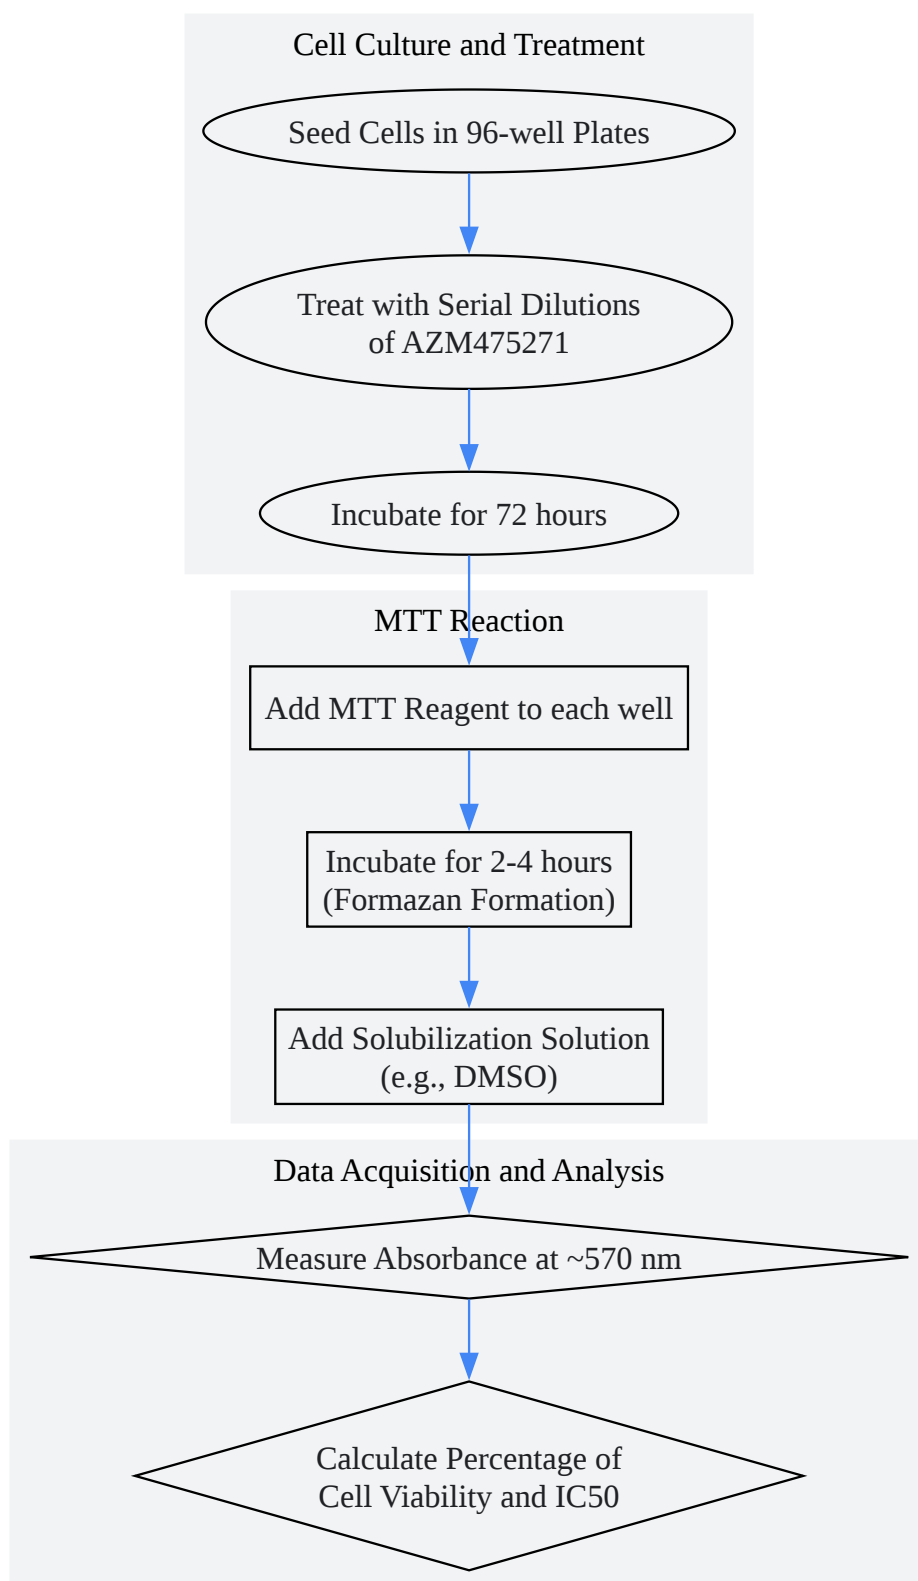 Cell Culture and Treatment
Seed Cells in 96-well Plates
Treat with Serial Dilutions
of AZM475271
Incubate for 72 hours
MTT Reaction
Add MTT Reagent to each well
Incubate for 2-4 hours
(Formazan Formation)
Add Solubilization Solution
(e.g., DMSO)
Data Acquisition and Analysis
Measure Absorbance at ~570 nm
Calculate Percentage of
Cell Viability and IC50